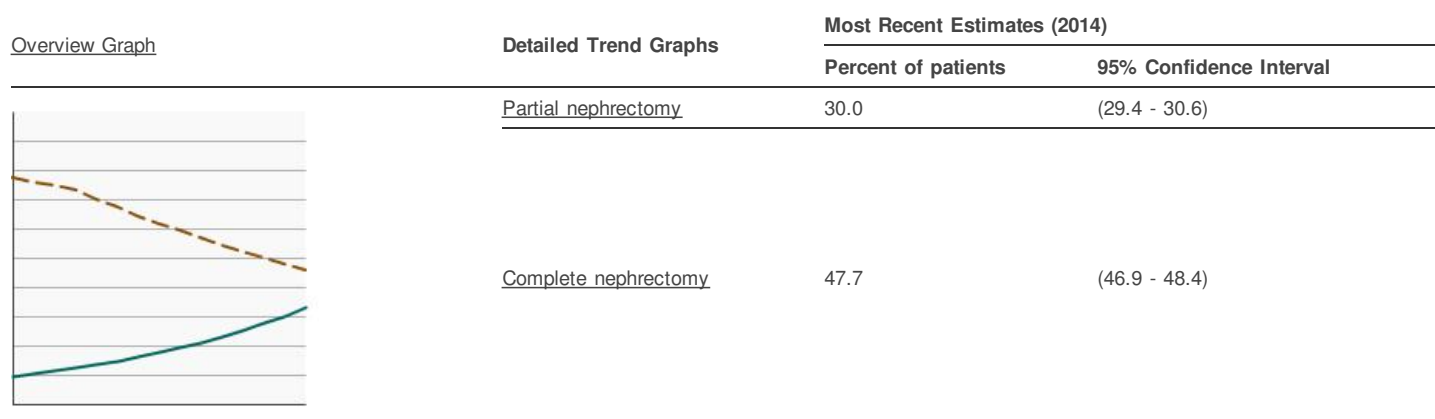 Overview Graph
Detailed Trend Graphs
Most Recent Estimates (2014)
Percent of patients
95% Confidence Interval
Partial nephrectomy
30.0
(29.4 - 30.6)
Complete nephrectomy
47.7
(46.9 - 48.4)